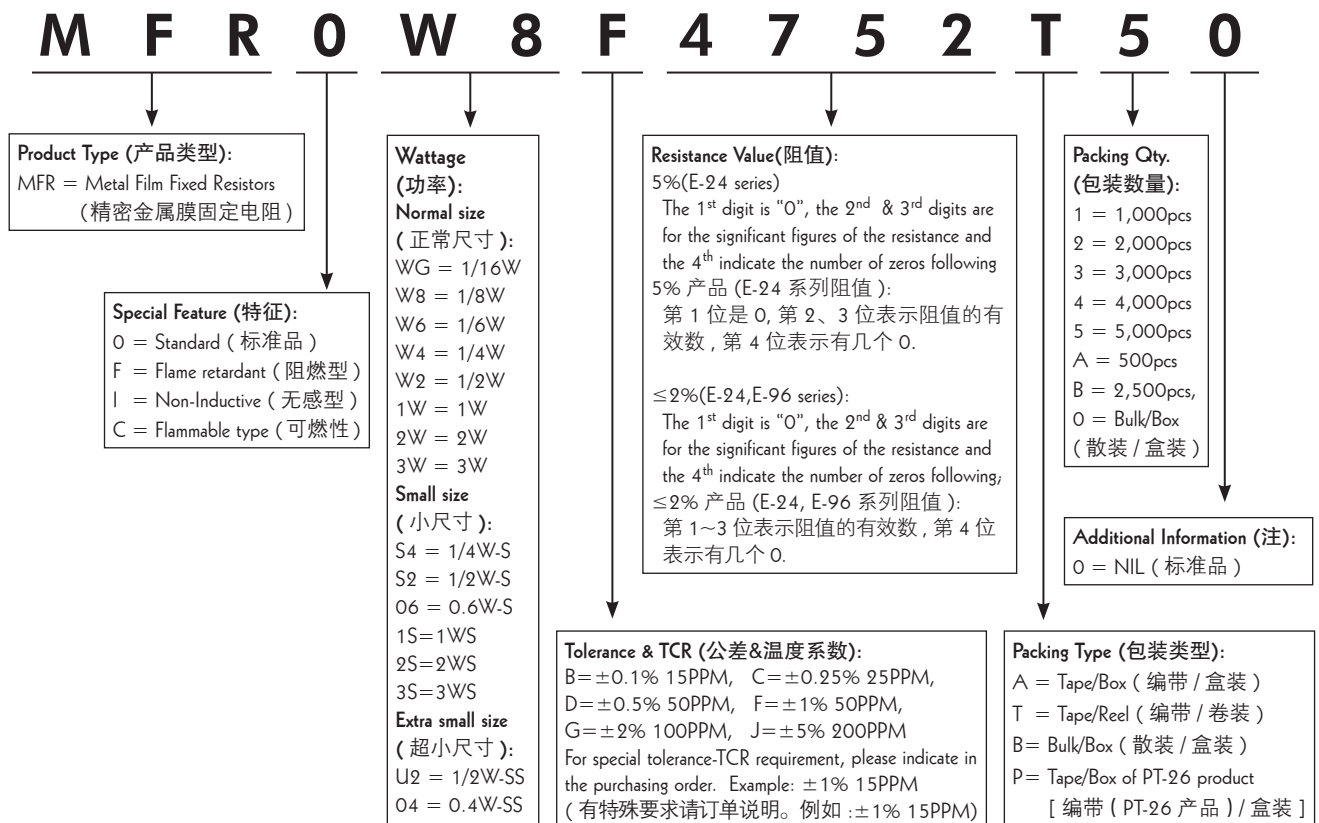 M F R 0 W 8 F 4 7 5 2 T 5 0
Product Type (产品类型):
MFR = Metal Film Fixed Resistors
(精密金属膜固定电阻)
Special Feature (特征):
0 = Standard (标准品)
F = Flame retardant (阻燃型)
I = Non-Inductive (无感型)
C = Flammable type (可燃性)
Wattage
(功率):
Normal size
(正常尺寸):
WG = 1/16W
W8 = 1/8W
W6 = 1/6W
W4 = 1/4W
W2 = 1/2W
1W = 1W
2W = 2W
3W = 3W
Small size
(小尺寸):
S4 = 1/4W-S
S2 = 1/2W-S
06 = 0.6W-S
1S=1WS
2S=2WS
3S=3WS
Extra small size
(超小尺寸):
U2 = 1/2W-SS
04 = 0.4W-SS
Resistance Value(阻值):
5%(E-24 series)
The 1st digit is “0”, the 2nd & 3rd digits are
for the significant figures of the resistance and
the 4th indicate the number of zeros following
5% 产品 (E-24 系列阻值):
第 1 位是 0, 第 2、3 位表示阻值的有
效数, 第 4 位表示有几个 0.
≤2%(E-24,E-96 series):
The 1st digit is “0”, the 2nd & 3rd digits are
for the significant figures of the resistance and
the 4th indicate the number of zeros following;
≤2% 产品 (E-24, E-96 系列阻值):
第 1~3 位表示阻值的有效数, 第 4 位
表示有几个 0.
Tolerance & TCR (公差&温度系数):
B=±0.1% 15PPM, C=±0.25% 25PPM,
D=±0.5% 50PPM, F=±1% 50PPM,
G=±2% 100PPM, J=±5% 200PPM
For special tolerance-TCR requirement, please indicate in
the purchasing order. Example: ±1% 15PPM
(有特殊要求请订单说明。例如:±1% 15PPM)
Packing Qty.
(包装数量):
1 = 1,000pcs
2 = 2,000pcs
3 = 3,000pcs
4 = 4,000pcs
5 = 5,000pcs
A = 500pcs
B = 2,500pcs,
0 = Bulk/Box
(散装/盒装)
Additional Information (注):
0 = NIL (标准品)
Packing Type (包装类型):
A = Tape/Box (编带/盒装)
T = Tape/Reel (编带/卷装)
B= Bulk/Box (散装/盒装)
P= Tape/Box of PT-26 product
[编带(PT-26 产品)/盒装]